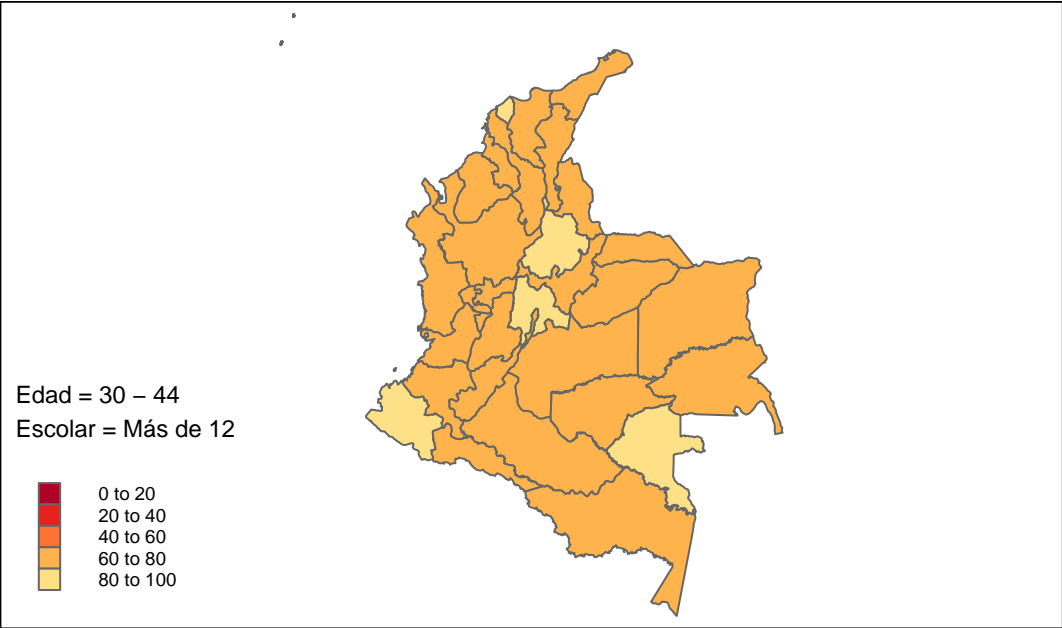 Edad = 30 – 44
Escolar = Más de 12
0 to 20
20 to 40
40 to 60
60 to 80
80 to 100